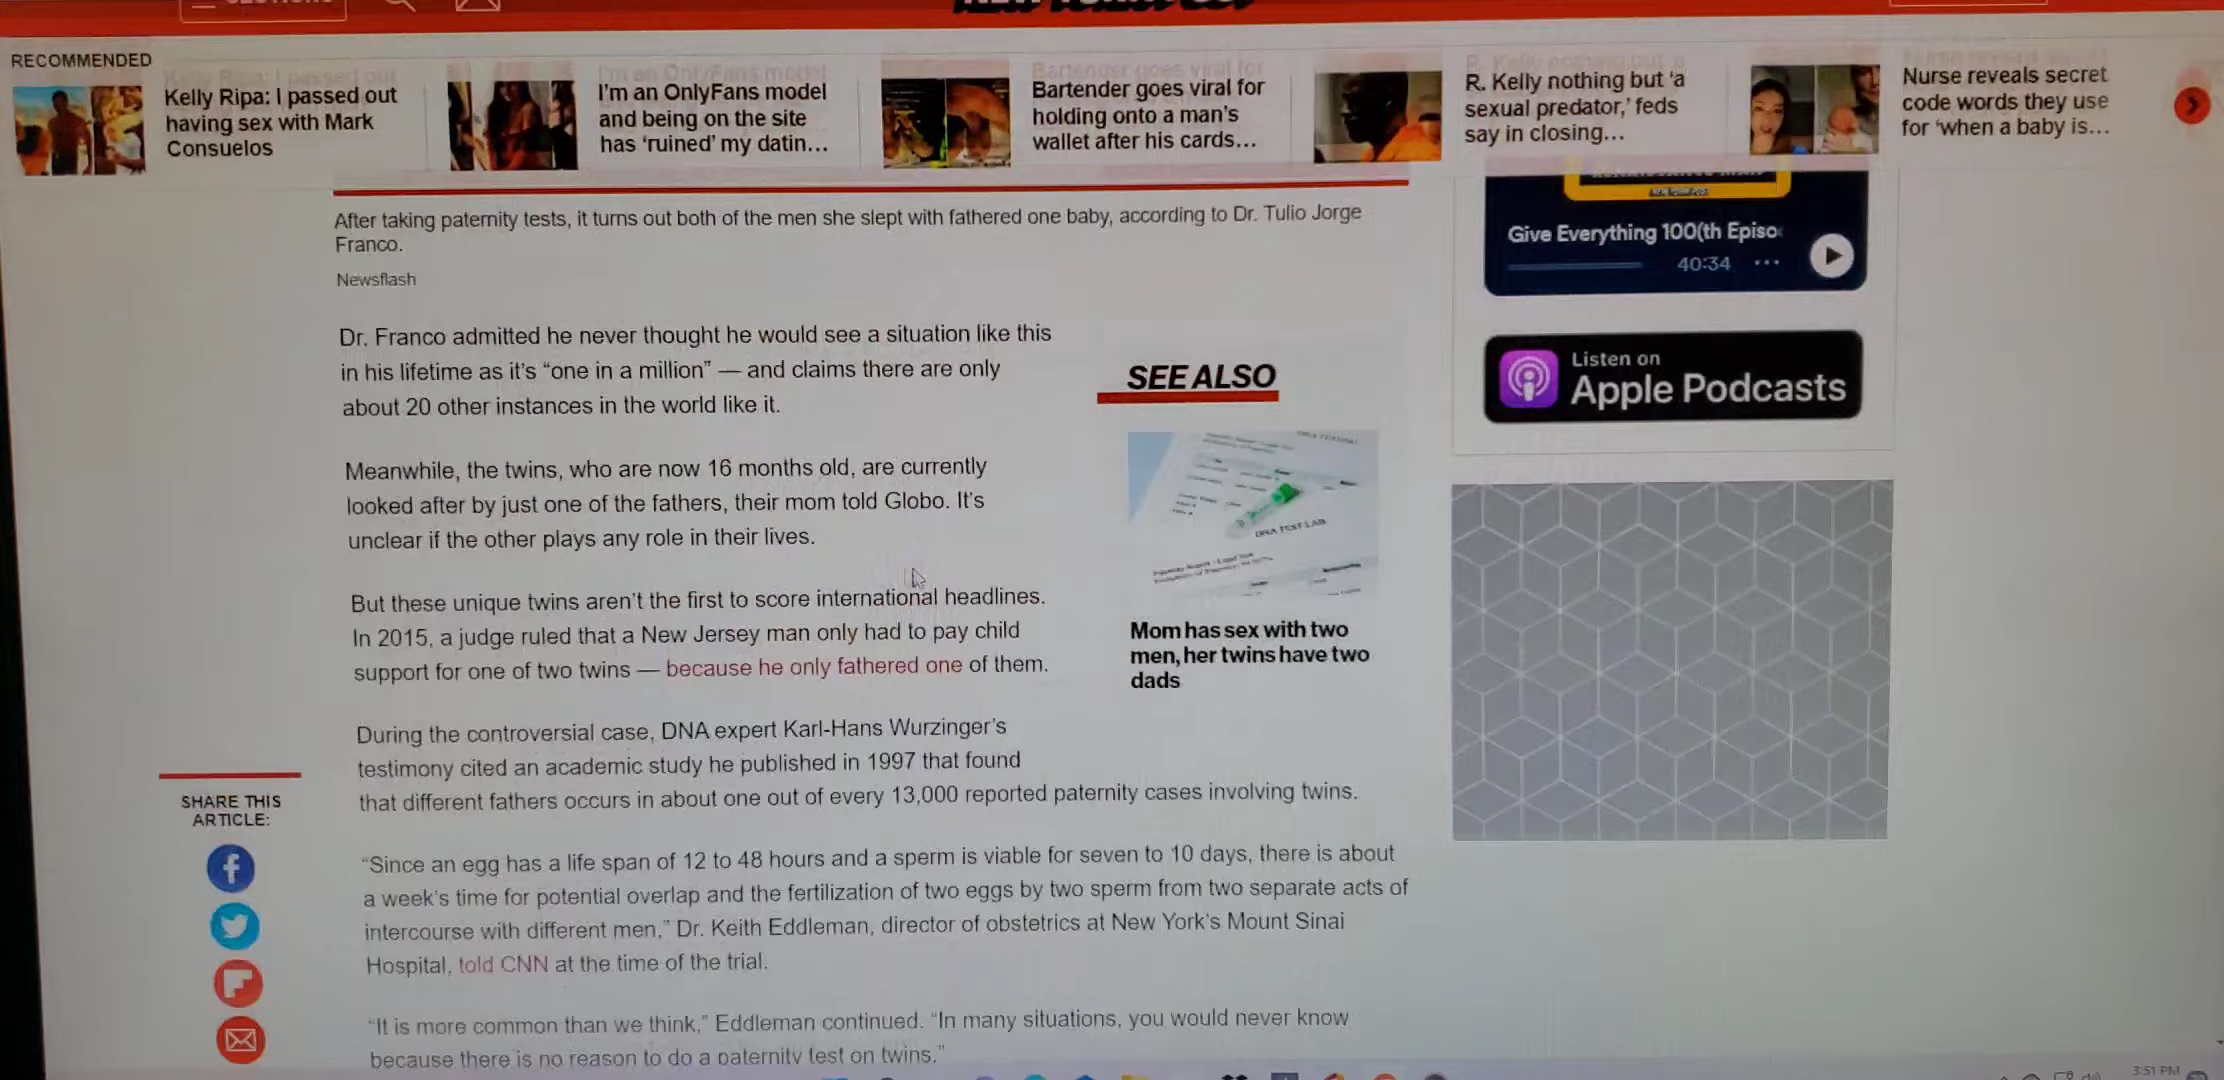 RECOMMENDED
Kelly Ripa: I passed out
having sex with Mark
Consuelos
I'm an OnlyFans model
and being on the site
has 'ruined' my datin...
Bartender goes viral for
holding onto a man's
wallet after his cards...
R. Kelly nothing but 'a
sexual predator,' feds
say in closing...
Nurse reveals secret
code words they use
for 'when a baby is...
After taking paternity tests, it turns out both of the men she slept with fathered one baby, according to Dr. Tulio Jorge
Franco.
Newsflash
Dr. Franco admitted he never thought he would see a situation like this
in his lifetime as it's “one in a million” — and claims there are only
about 20 other instances in the world like it.
Meanwhile, the twins, who are now 16 months old, are currently
looked after by just one of the fathers, their mom told Globo. It's
unclear if the other plays any role in their lives.
But these unique twins aren't the first to score international headlines.
In 2015, a judge ruled that a New Jersey man only had to pay child
support for one of two twins — because he only fathered one of them.
During the controversial case, DNA expert Karl-Hans Wurzinger's
testimony cited an academic study he published in 1997 that found
that different fathers occurs in about one out of every 13,000 reported paternity cases involving twins.
“Since an egg has a life span of 12 to 48 hours and a sperm is viable for seven to 10 days, there is about
a week's time for potential overlap and the fertilization of two eggs by two sperm from two separate acts of
intercourse with different men,” Dr. Keith Eddleman, director of obstetrics at New York's Mount Sinai
Hospital, told CNN at the time of the trial.
“It is more common than we think,” Eddleman continued. “In many situations, you would never know
because there is no reason to do a paternity test on twins.”
SEE ALSO
DNA TEST LAB
Mom has sex with two
men, her twins have two
dads
Give Everything 100(th Episo
40:34
Listen on
Apple Podcasts
SHARE THIS
ARTICLE:
3:51 PM